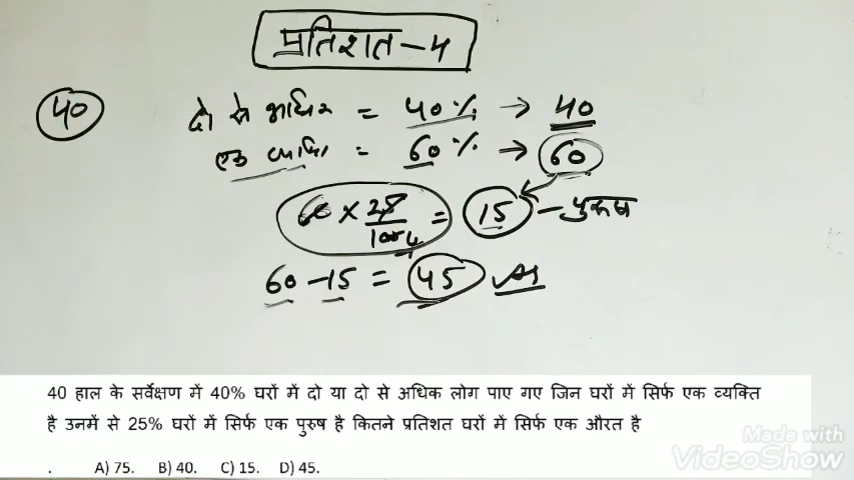 प्रतिशत-4
40
दो से अधिक = 40% → 40
एक व्यक्ति = 60% → 60
60 × 25/100 4 = 15 - पुरुष
60 - 15 = 45 Ans
40 हाल के सर्वेक्षण में 40% घरों में दो या दो से अधिक लोग पाए गए जिन घरों में सिर्फ एक व्यक्ति
है उनमें से 25% घरों में सिर्फ एक पुरुष है कितने प्रतिशत घरों में सिर्फ एक औरत है
. A) 75. B) 40. C) 15. D) 45.
Made with
VideoShow